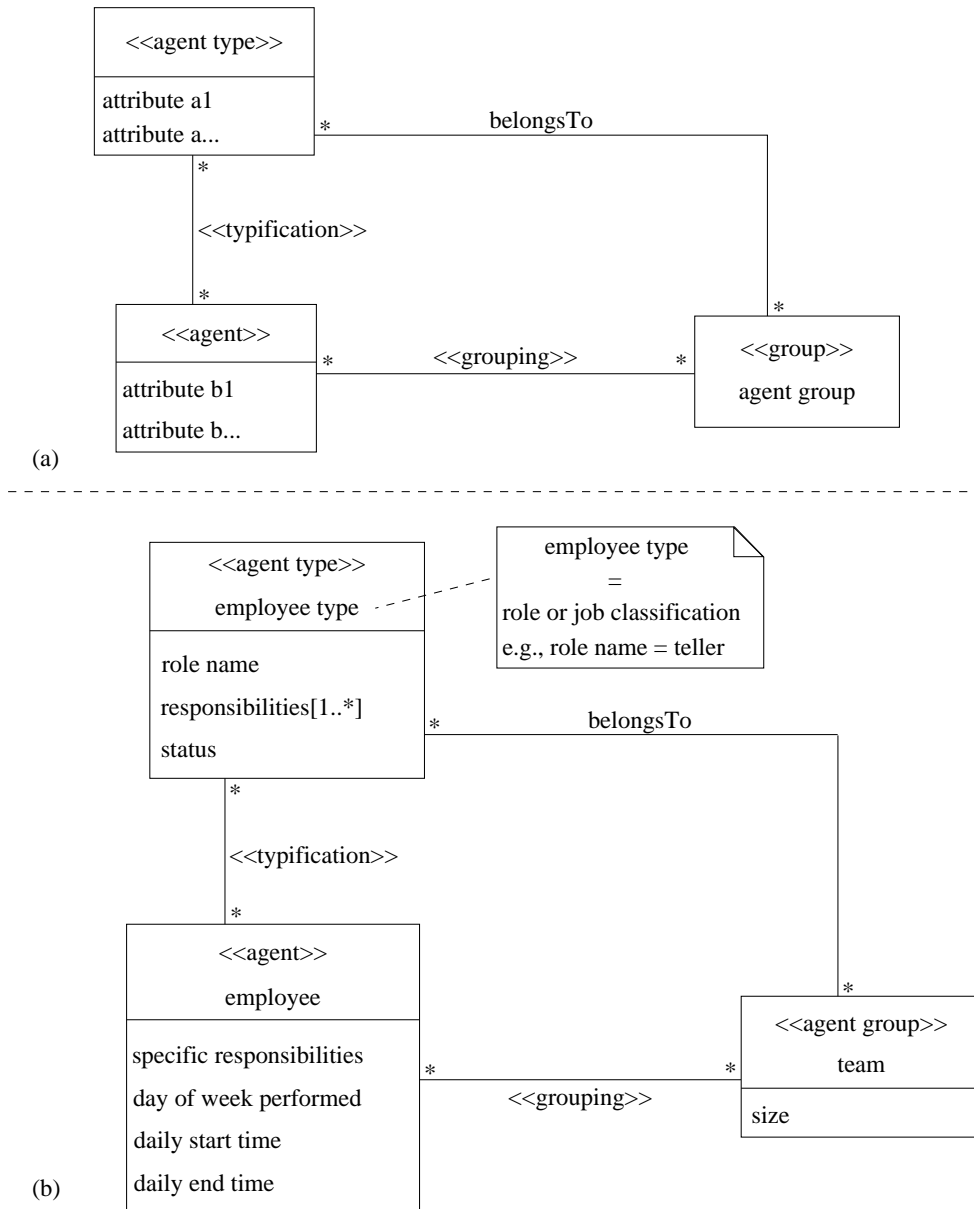 <<agent type>>
attribute a1
attribute a...
*
belongsTo
*
<<typification>>
*
*
<<agent>>
attribute b1
attribute b...
*
<<grouping>>
*
<<group>>
agent group
(a)
<<agent type>>
employee type
role name
responsibilities[1..*]
status
employee type
=
role or job classification
e.g., role name = teller
*
belongsTo
*
<<typification>>
*
*
<<agent>>
employee
specific responsibilities
day of week performed
daily start time
daily end time
*
<<grouping>>
*
<<agent group>>
team
size
(b)